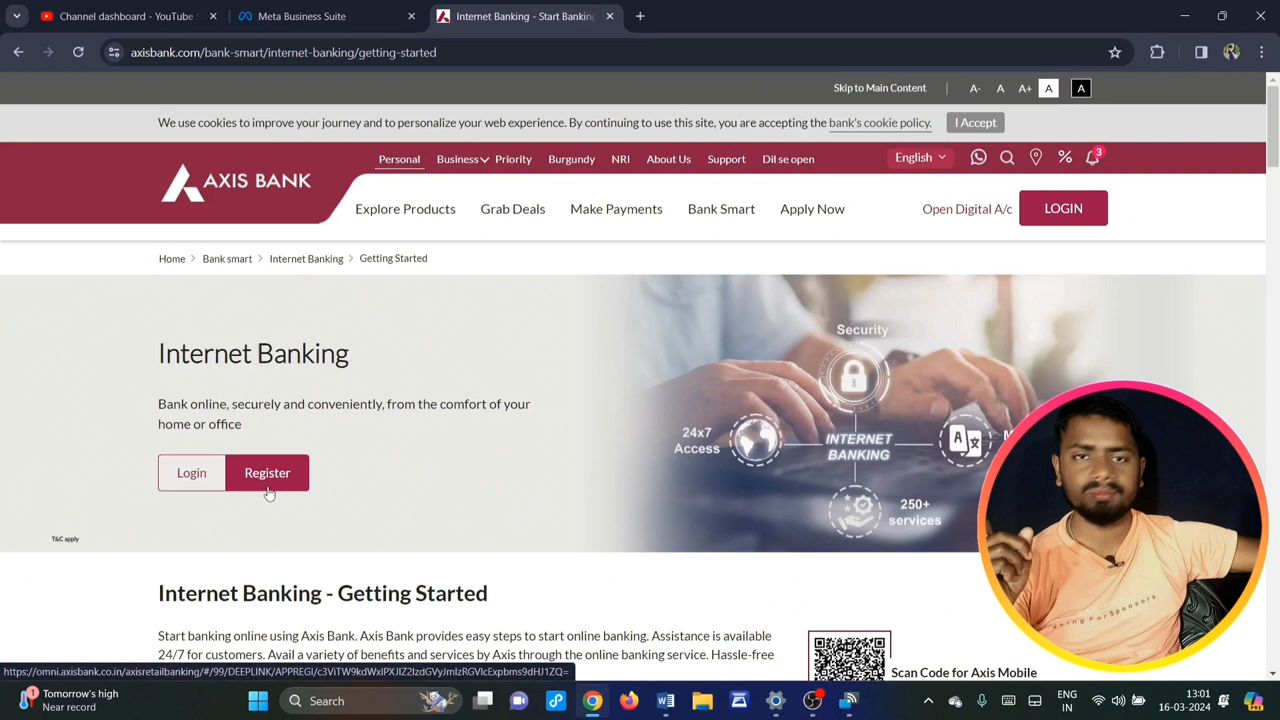 Channel dashboard - YouTube
Meta Business Suite
Internet Banking - Start Banking
axisbank.com/bank-smart/internet-banking/getting-started
Skip to Main Content | A- A A+ A A
We use cookies to improve your journey and to personalize your web experience. By continuing to use this site, you are accepting the bank's cookie policy. I Accept
Personal Business Priority Burgundy NRI About Us Support Dil se open English 3
AXIS BANK
Explore Products Grab Deals Make Payments Bank Smart Apply Now Open Digital A/c LOGIN
Home > Bank smart > Internet Banking > Getting Started
Security
Internet Banking
Bank online, securely and conveniently, from the comfort of your
home or office
24x7
Access
INTERNET
BANKING
Login Register
250+
services
T&C apply
Internet Banking - Getting Started
Start banking online using Axis Bank. Axis Bank provides easy steps to start online banking. Assistance is available
24/7 for customers. Avail a variety of benefits and services by Axis through the online banking service. Hassle-free
Scan Code for Axis Mobile
1 Tomorrow's high
Near record
Search
ENG
IN
13:01
16-03-2024